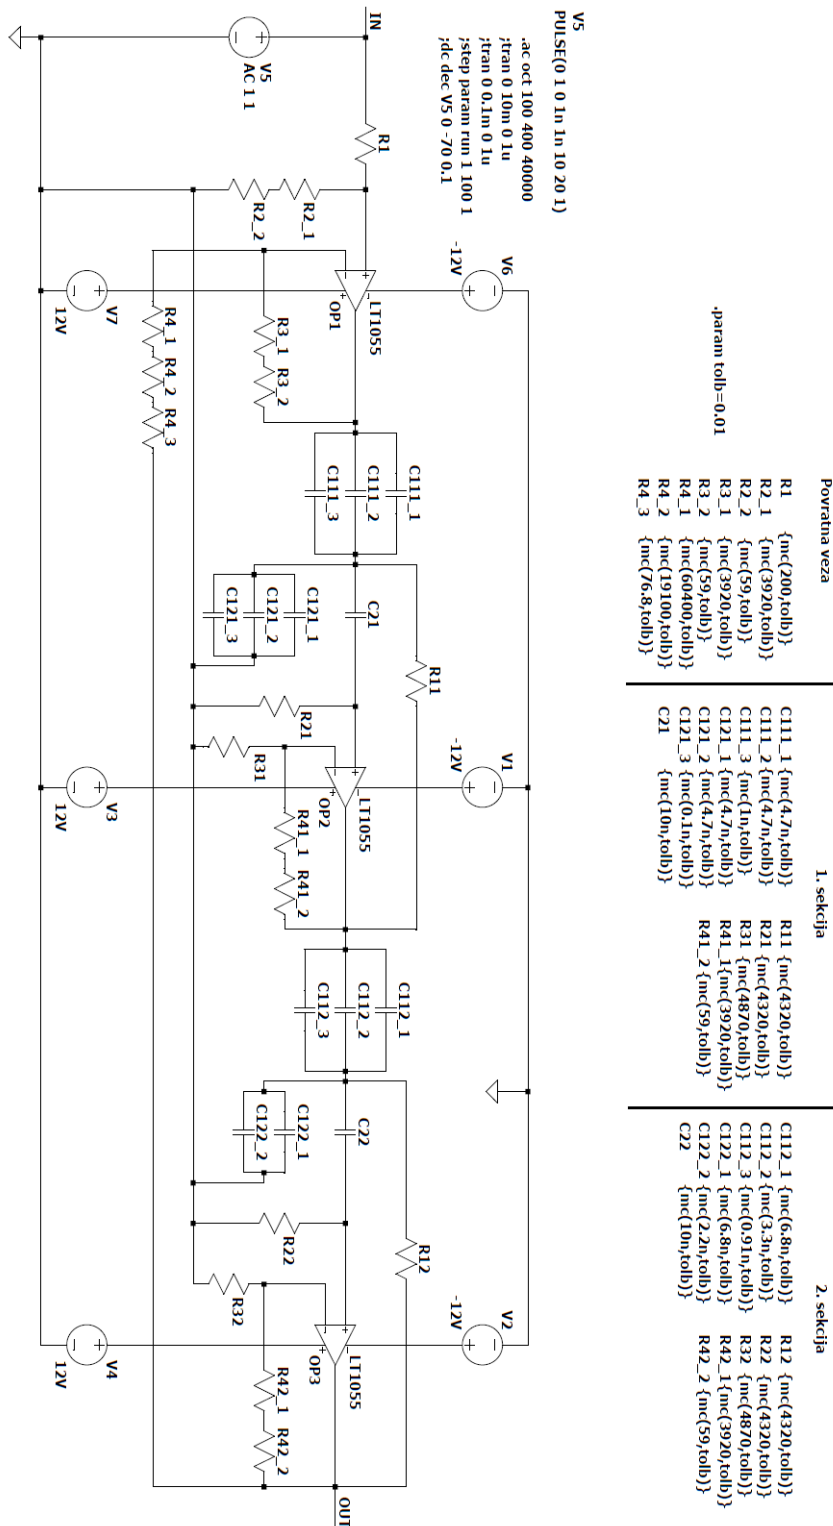 Povratna veza
R1 {mc(200,tolb)}
R2_1 {mc(3920,tolb)}
R2_2 {mc(59,tolb)}
R3_1 {mc(3920,tolb)}
R3_2 {mc(59,tolb)}
R4_1 {mc(60400,tolb)}
R4_2 {mc(19100,tolb)}
R4_3 {mc(76.8,tolb)}
1. sekcija
C111_1 {mc(4.7n,tolb)}
C111_2 {mc(4.7n,tolb)}
C111_3 {mc(1n,tolb)}
C121_1 {mc(4.7n,tolb)}
C121_2 {mc(4.7n,tolb)}
C121_3 {mc(0.1n,tolb)}
C21 {mc(10n,tolb)}
R11 {mc(4320,tolb)}
R21 {mc(4320,tolb)}
R31 {mc(4870,tolb)}
R41_1{mc(3920,tolb)}
R41_2 {mc(59,tolb)}
2. sekcija
C112_1 {mc(6.8n,tolb)}
C112_2 {mc(3.3n,tolb)}
C112_3 {mc(0.91n,tolb)}
C122_1 {mc(6.8n,tolb)}
C122_2 {mc(2.2n,tolb)}
C22 {mc(10n,tolb)}
R12 {mc(4320,tolb)}
R22 {mc(4320,tolb)}
R32 {mc(4870,tolb)}
R42_1{mc(3920,tolb)}
R42_2 {mc(59,tolb)}
.param tolb=0.01
V5
PULSE(0 1 0 1n 1n 10 20 1)
.ac oct 100 400 40000
;tran 0 10m 0 1u
;tran 0 0.1m 0 1u
;step param run 1 100 1
;dc dec V5 0 -70 0.1
V6
-12V
V1
-12V
V2
-12V
IN
R1
LT1055
OP1
C111_1
C111_2
C111_3
R11
C21
LT1055
OP2
C112_1
C112_2
C112_3
R12
C22
LT1055
OP3
OUT
V5
AC 1 1
R2_1
R2_2
R3_1
R3_2
C121_1
C121_2
C121_3
R21
R31
R41_1
R41_2
C122_1
C122_2
R22
R32
R42_1
R42_2
R4_1
R4_2
R4_3
V7
12V
V3
12V
V4
12V